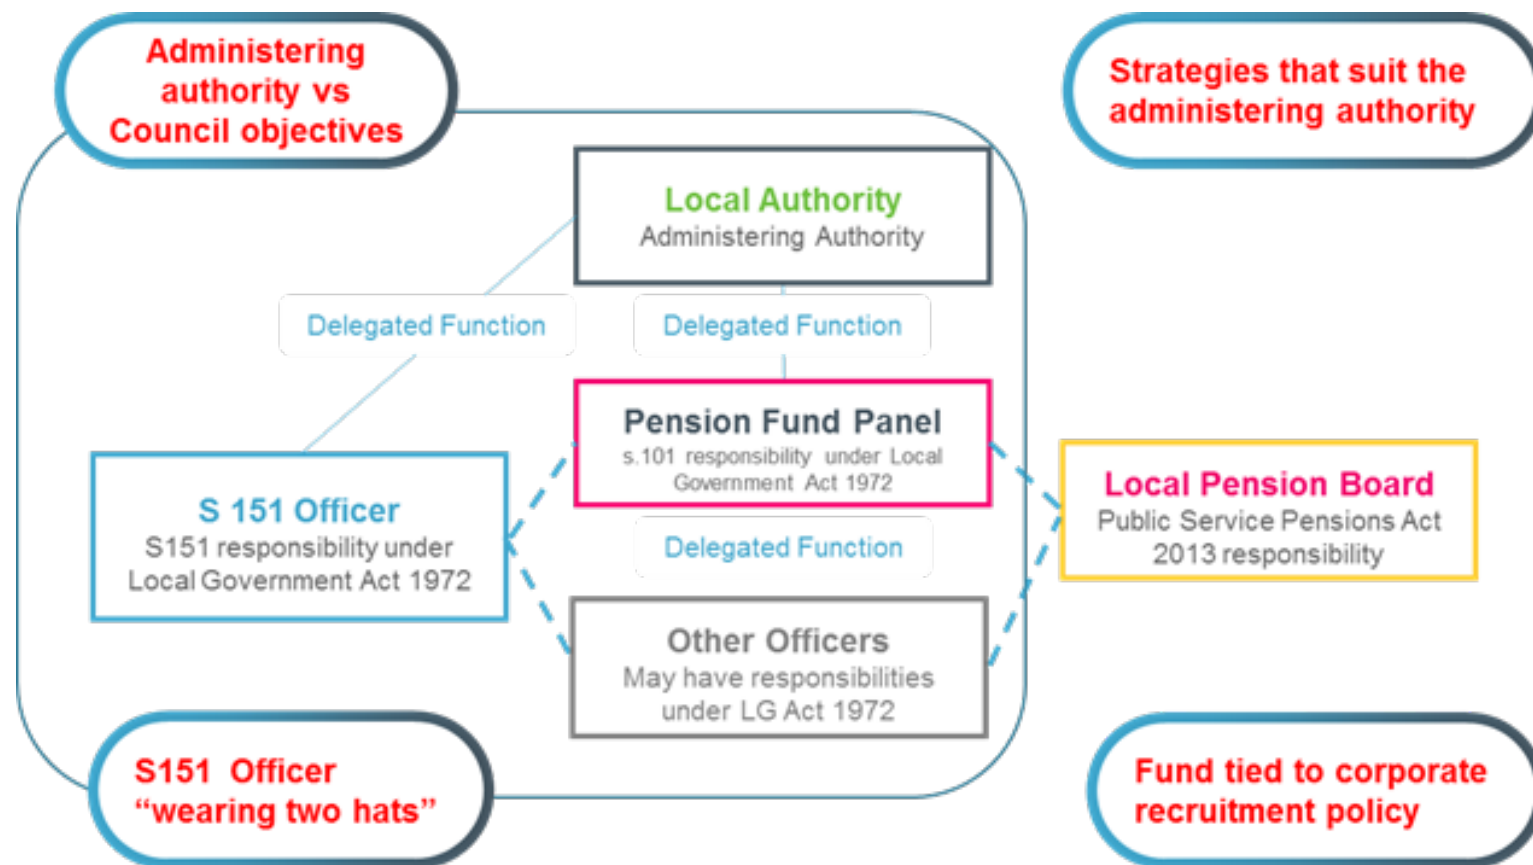 Administering
authority vs
Council objectives
Strategies that suit the
administering authority
Local Authority
Administering Authority
Delegated Function
Delegated Function
Pension Fund Panel
s.101 responsibility under Local
Government Act 1972
S 151 Officer
S151 responsibility under
Local Government Act 1972
Local Pension Board
Public Service Pensions Act
2013 responsibility
Delegated Function
Other Officers
May have responsibilities
under LG Act 1972
S151 Officer
“wearing two hats”
Fund tied to corporate
recruitment policy